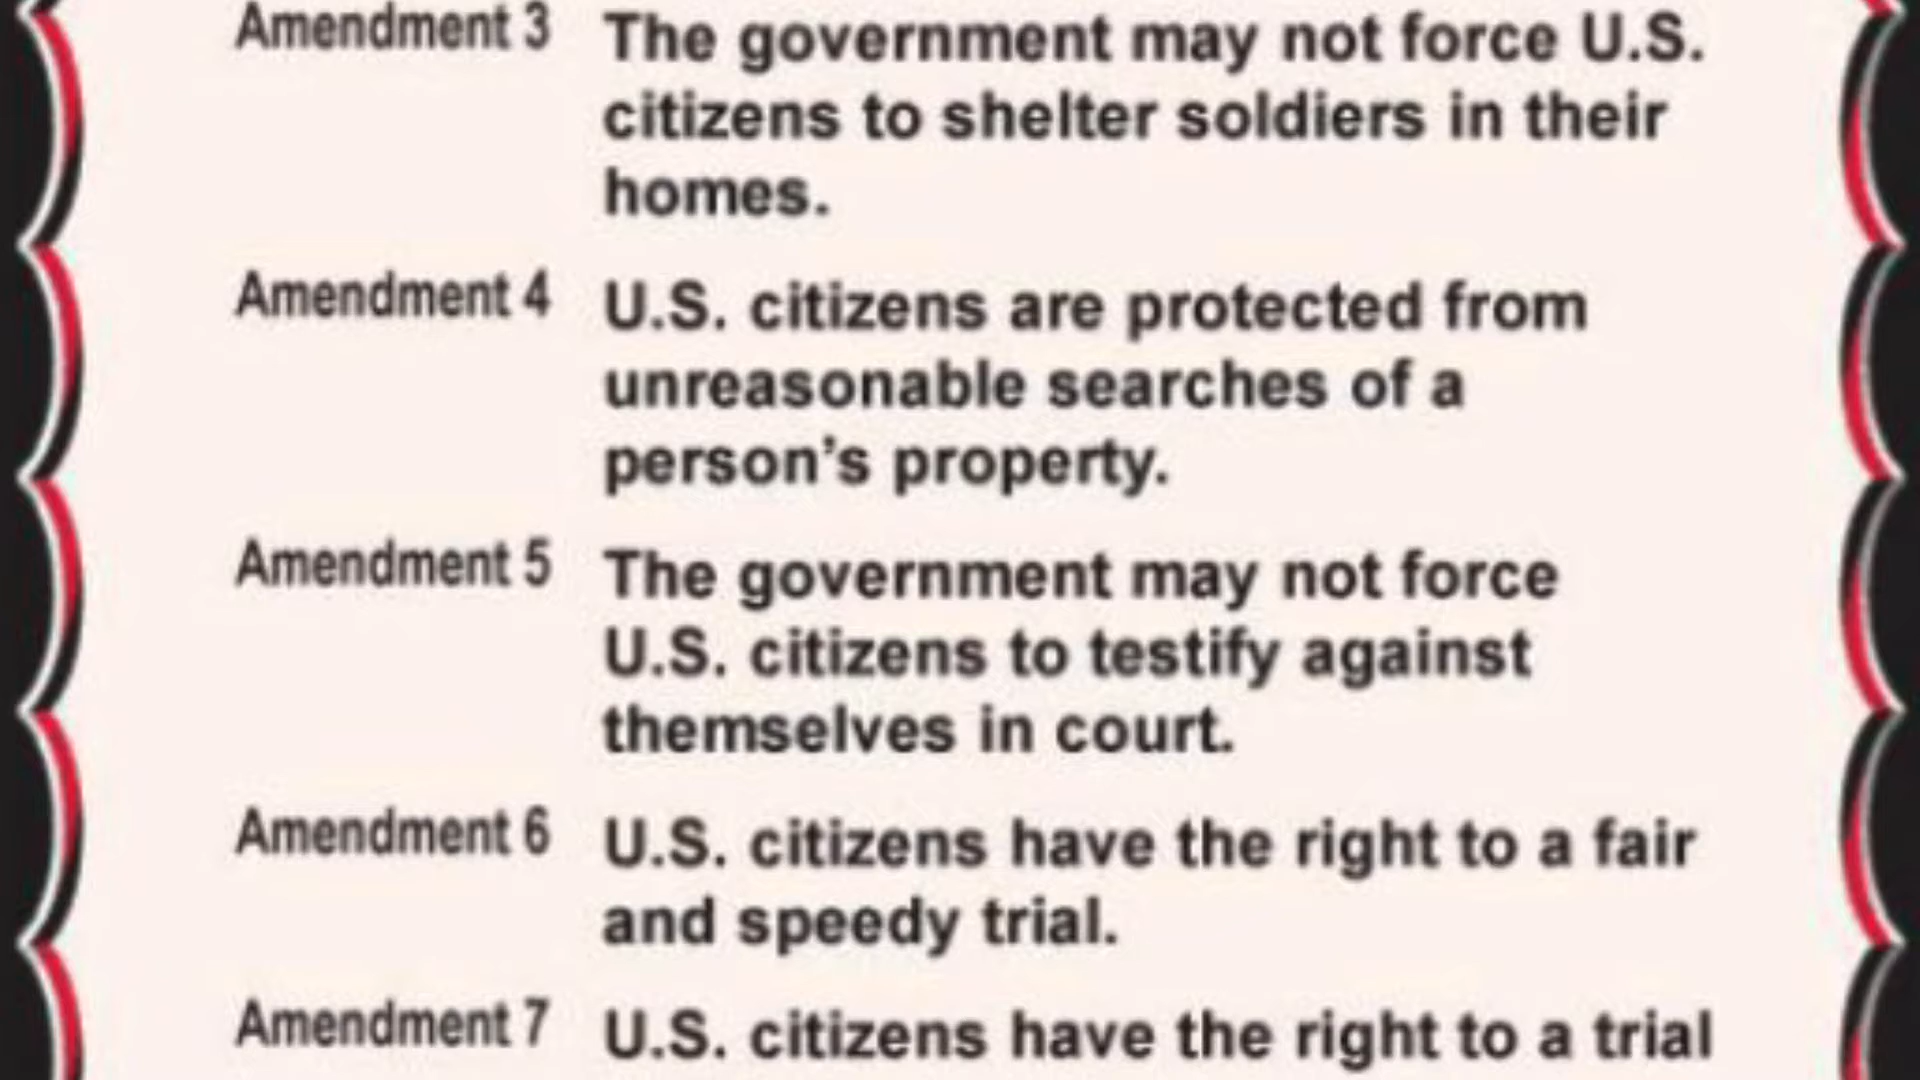 Amendment 3 The government may not force U.S.
citizens to shelter soldiers in their
homes.
Amendment 4 U.S. citizens are protected from
unreasonable searches of a
person's property.
Amendment 5 The government may not force
U.S. citizens to testify against
themselves in court.
Amendment 6 U.S. citizens have the right to a fair
and speedy trial.
Amendment 7 U.S. citizens have the right to a trial